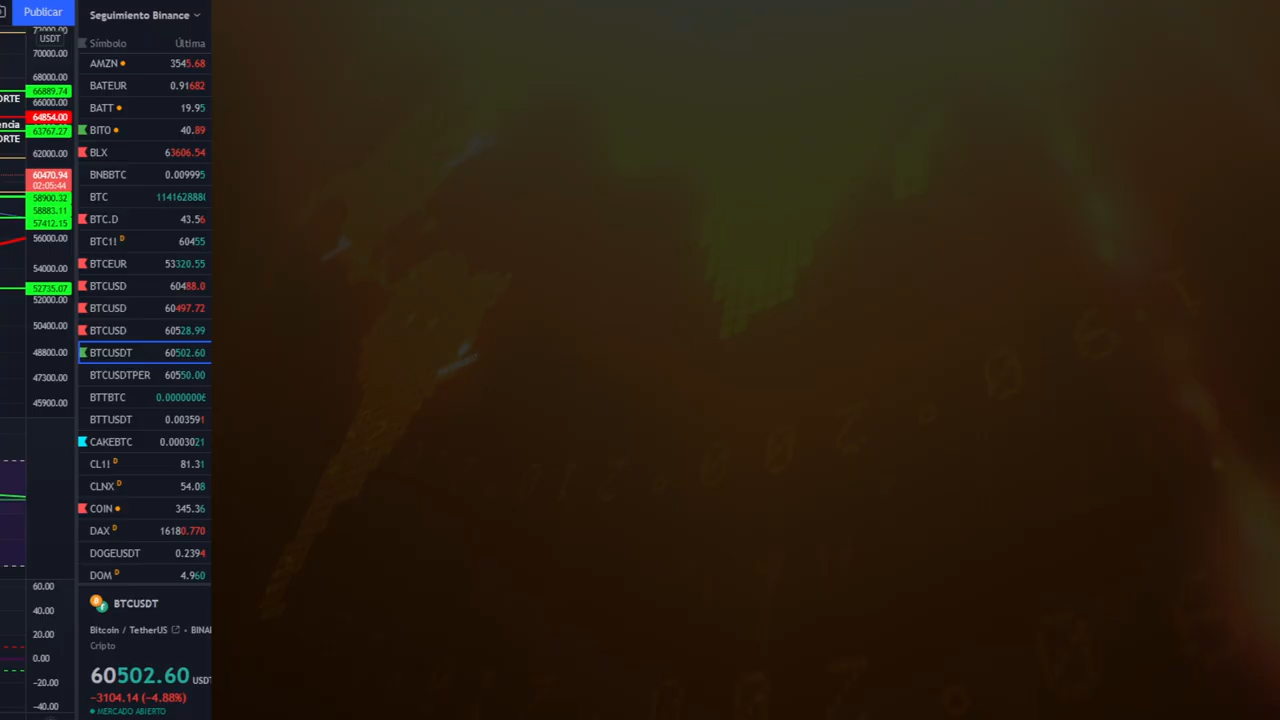 Publicar
72000.00
USDT
70000.00
68000.00
66889.74
ORTE
66000.00
64854.00
encia
63767.27
ORTE
62000.00
60470.94
02:05:44
58900.32
58883.11
57412.15
56000.00
54000.00
52735.07
52000.00
50400.00
48800.00
47300.00
45900.00
60.00
40.00
20.00
0.00
−20.00
−40.00
Seguimiento Binance
Símbolo Última
AMZN 3545.68
BATEUR 0.91682
BATT 19.95
BITO 40.89
BLX 63606.54
BNBBTC 0.009995
BTC 1141628880
BTC.D 43.56
BTC1! D 60455
BTCEUR 53320.55
BTCUSD 60488.0
BTCUSD 60497.72
BTCUSD 60528.99
BTCUSDT 60502.60
BTCUSDTPER 60550.00
BTTBTC 0.00000006
BTTUSDT 0.003591
CAKEBTC 0.0003021
CL1! D 81.31
CLNX D 54.08
COIN 345.36
DAX D 16180.770
DOGEUSDT 0.2394
DOM D 4.960
BTCUSDT
Bitcoin / TetherUS • BINAN
Cripto
60502.60 USDT
−3104.14 (−4.88%)
MERCADO ABIERTO